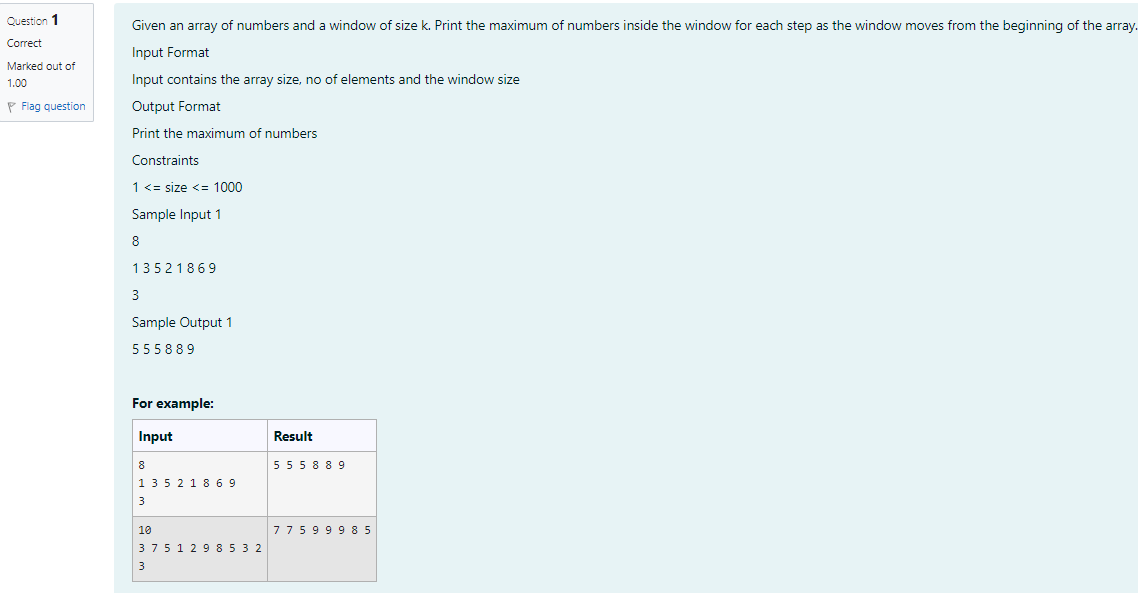 Question 1
Correct
Marked out of
1.00
Flag question
Given an array of numbers and a window of size k. Print the maximum of numbers inside the window for each step as the window moves from the beginning of the array.
Input Format
Input contains the array size, no of elements and the window size
Output Format
Print the maximum of numbers
Constraints
1 <= size <= 1000
Sample Input 1
8
1 3 5 2 1 8 6 9
3
Sample Output 1
5 5 5 8 8 9
For example:
Input Result
8 5 5 5 8 8 9
1 3 5 2 1 8 6 9
3
10 7 7 5 9 9 9 8 5
3 7 5 1 2 9 8 5 3 2
3